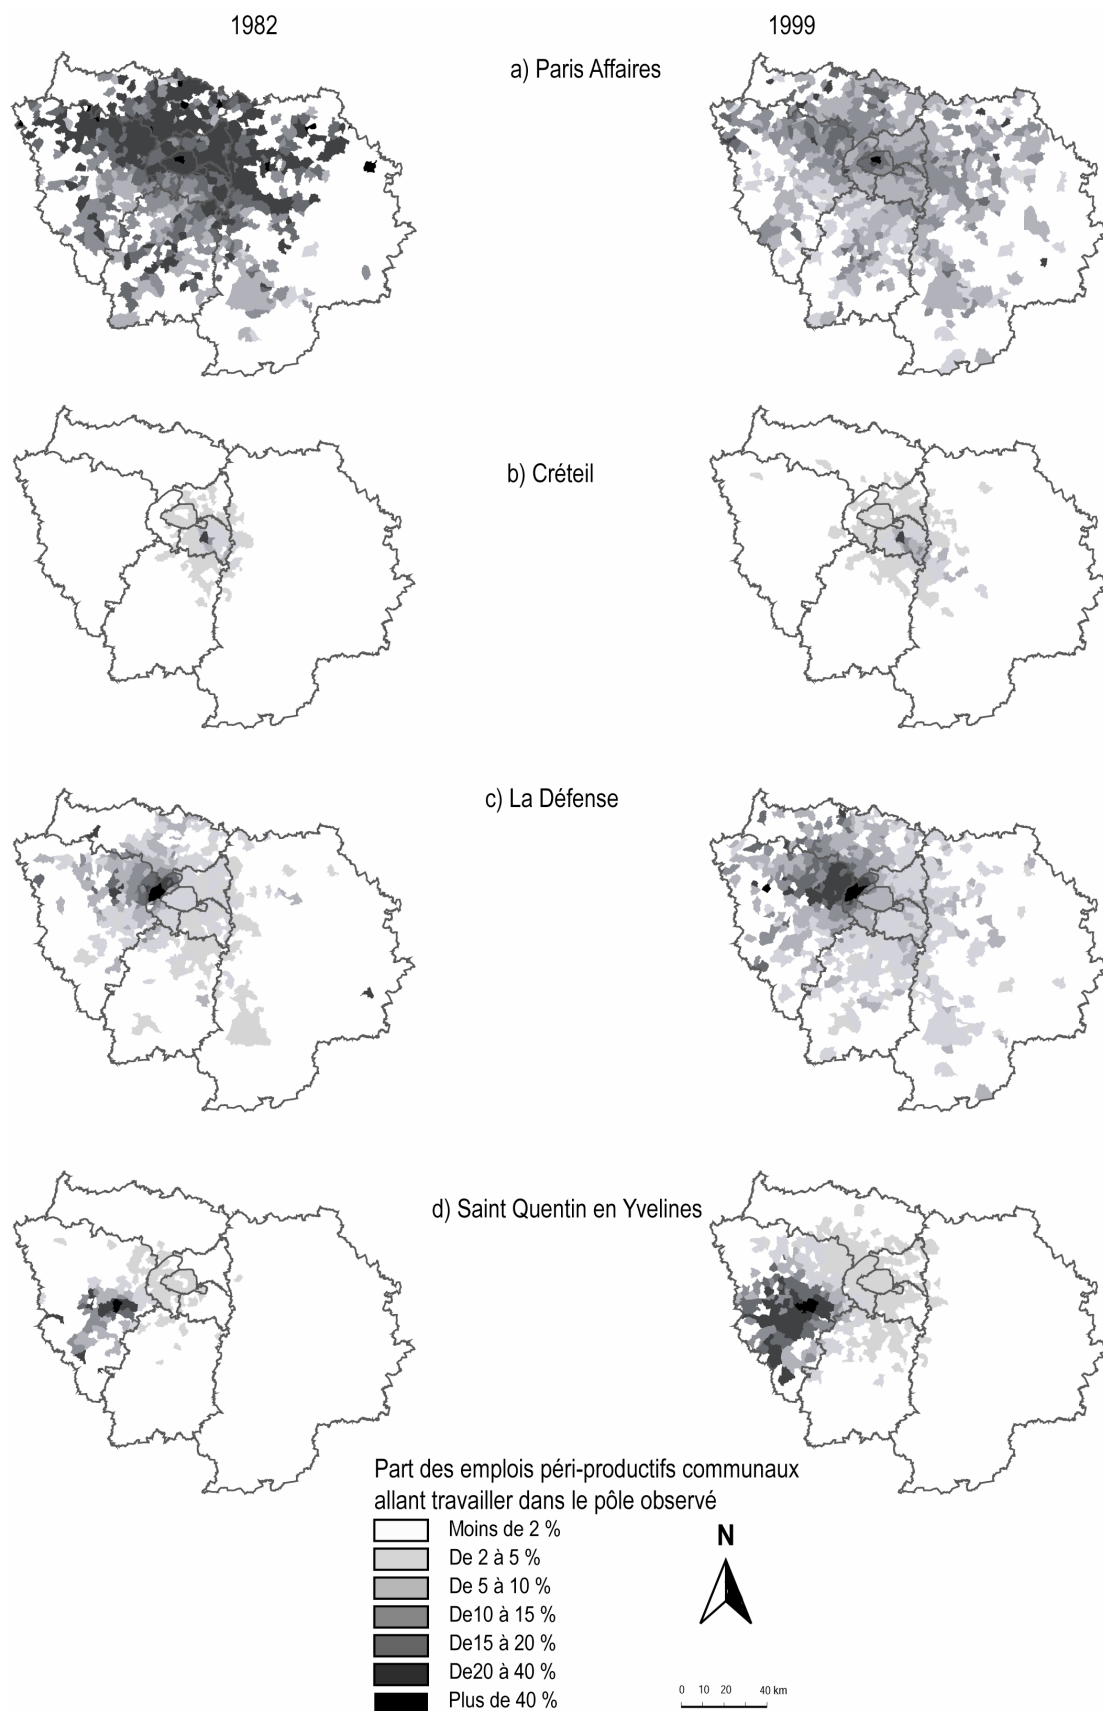 1982
1999
a) Paris Affaires
b) Créteil
c) La Défense
d) Saint Quentin en Yvelines
Part des emplois péri-productifs communaux
allant travailler dans le pôle observé
Moins de 2 %
De 2 à 5 %
De 5 à 10 %
De10 à 15 %
De15 à 20 %
De20 à 40 %
Plus de 40 %
N
0 10 20 40 km